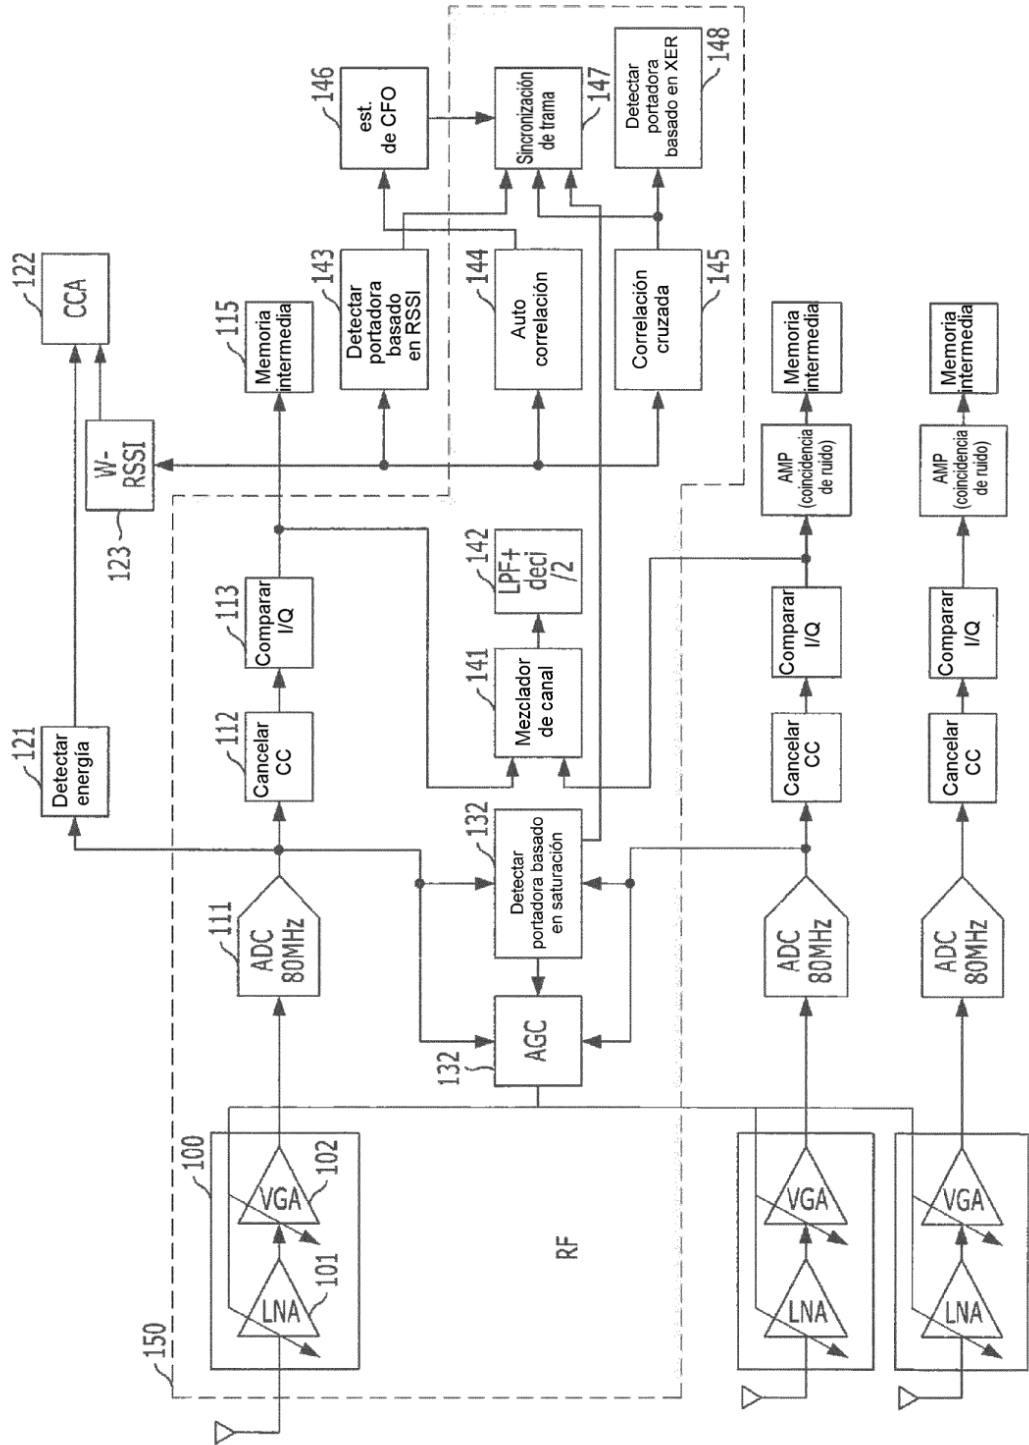 121
Detectar
energía
122
CCA
W-
RSSI
123
150
100
LNA
101
VGA
102
111
ADC
80MHz
112
Cancelar
CC
113
Comparar
I/Q
115
Memoria
intermedia
143
Detectar
portadora
basado
en RSSI
146
est.
de CFO
RF
132
AGC
132
Detectar
portadora basado
en saturación
141
Mezclador
de canal
142
LPF+
deci
/2
144
Auto
correlación
147
Sincronización
de trama
145
Correlación
cruzada
148
Detectar
portadora
basado en XER
LNA
VGA
ADC
80MHz
Cancelar
CC
Comparar
I/Q
AMP
(coincidencia
de ruido)
Memoria
intermedia
LNA
VGA
ADC
80MHz
Cancelar
CC
Comparar
I/Q
AMP
(coincidencia
de ruido)
Memoria
intermedia